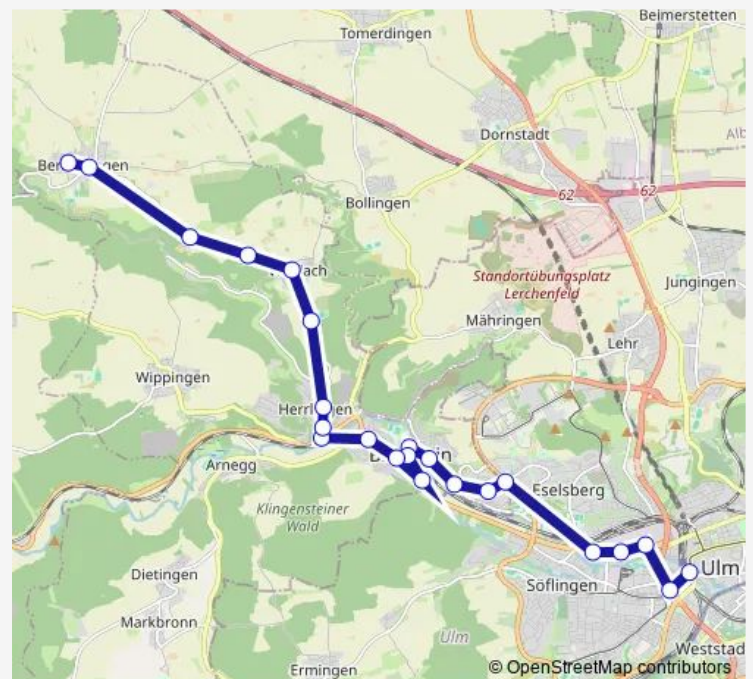 Beimerstetten
Tomerdingen
Dornstadt
62
62
Bollingen
Standortübungsplatz
Lerchenfeld
Jungingen
Mähringen
Lehr
Wippingen
Arnegg
Klingensteiner
Wald
Eselsberg
Ulm
Söflingen
Dietingen
Markbronn
Ulm
Weststad
Ermingen
© OpenStreetMap contributors